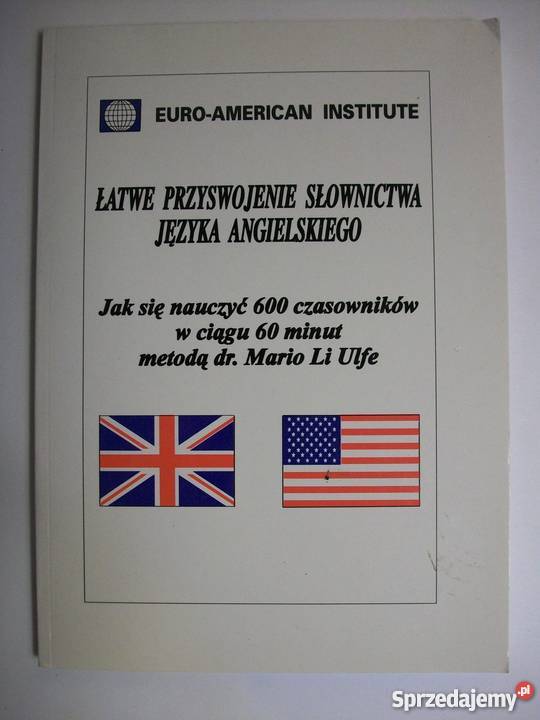 EURO-AMERICAN INSTITUTE
ŁATWE PRZYSWOJENIE SŁOWNICTWA
JĘZYKA ANGIELSKIEGO
Jak się nauczyć 600 czasowników
w ciągu 60 minut
metodą dr. Mario Li Ulfe
Sprzedajemy.pl